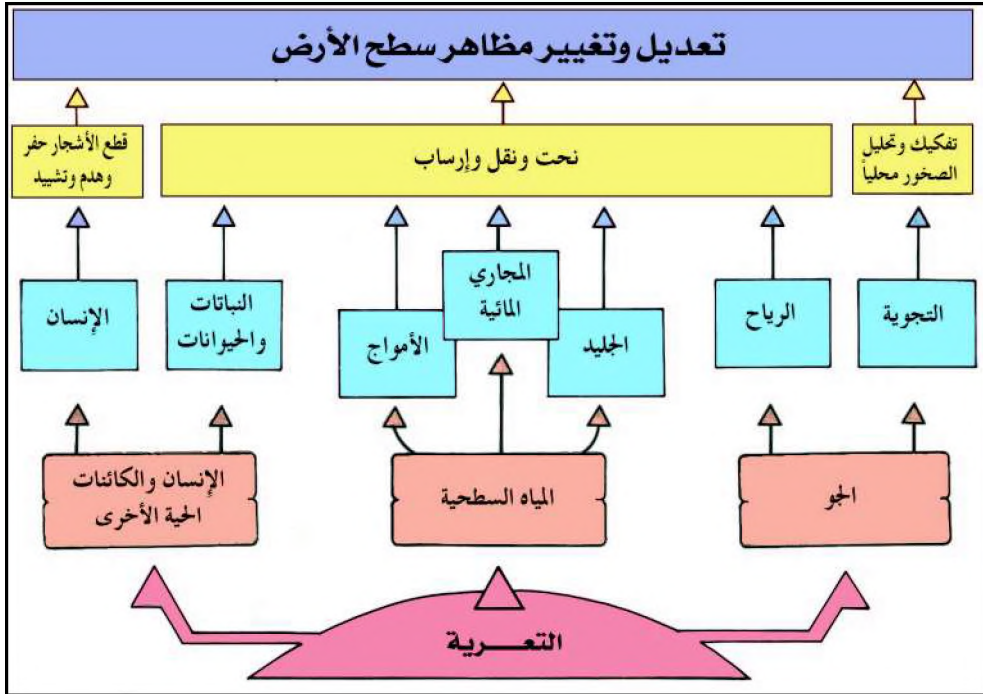 تعديل وتغيير مظاهر سطح الأرض
تفكيك وتحليل
الصخور محلياً
نحت ونقل وإرساب
قطع الأشجار حفر
وهدم وتشييد
التجوية
الرياح
الجليد
المجاري
المائية
الأمواج
النباتات
والحيوانات
الإنسان
الجو
المياه السطحية
الإنسان والكائنات
الحية الأخرى
التعـــرية